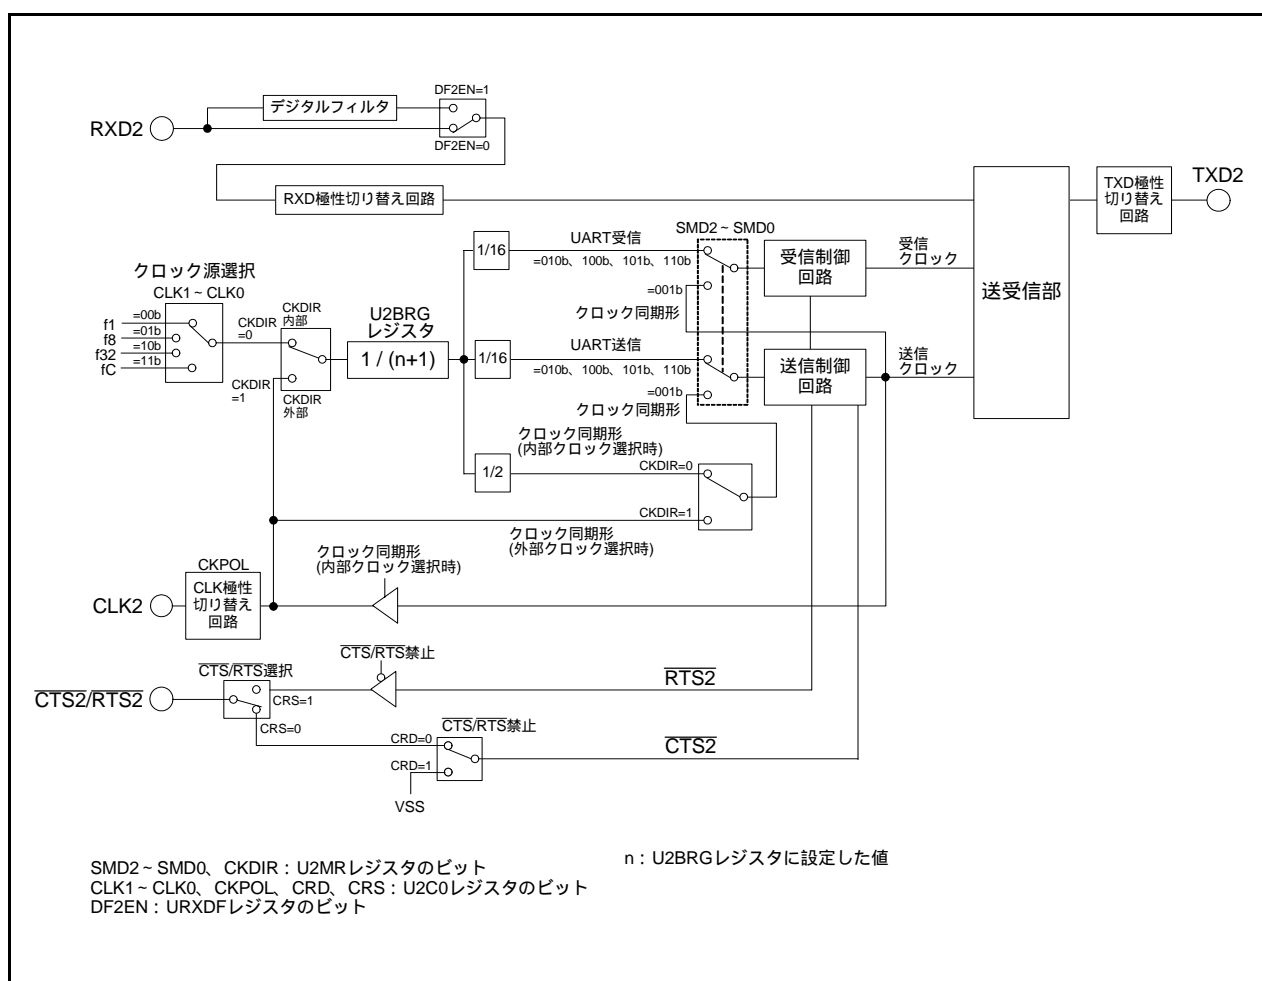 DF2EN=1
デジタルフィルタ
RXD2
DF2EN=0
RXD極性切り替え回路
TXD極性
切り替え
回路
TXD2
SMD2～SMD0
UART受信
1/16
=010b、100b、101b、110b
受信制御
回路
受信
クロック
送受信部
クロック源選択
CLK1～CLK0
=001b
クロック同期形
f1
=00b
f8
=01b
f32
=10b
fC
=11b
CKDIR
=0
CKDIR
内部
U2BRG
レジスタ
1 / (n+1)
CKDIR
=1
CKDIR
外部
1/16
UART送信
=010b、100b、101b、110b
送信制御
回路
送信
クロック
=001b
クロック同期形
クロック同期形
(内部クロック選択時)
1/2
CKDIR=0
CKDIR=1
クロック同期形
(外部クロック選択時)
クロック同期形
(内部クロック選択時)
CKPOL
CLK極性
切り替え
回路
CLK2
CTS/RTS禁止
CTS/RTS選択
RTS2
CTS2/RTS2
CRS=1
CRS=0
CTS/RTS禁止
CRD=0
CTS2
CRD=1
VSS
SMD2～SMD0、CKDIR：U2MRレジスタのビット
CLK1～CLK0、CKPOL、CRD、CRS：U2C0レジスタのビット
DF2EN：URXDFレジスタのビット
n：U2BRGレジスタに設定した値